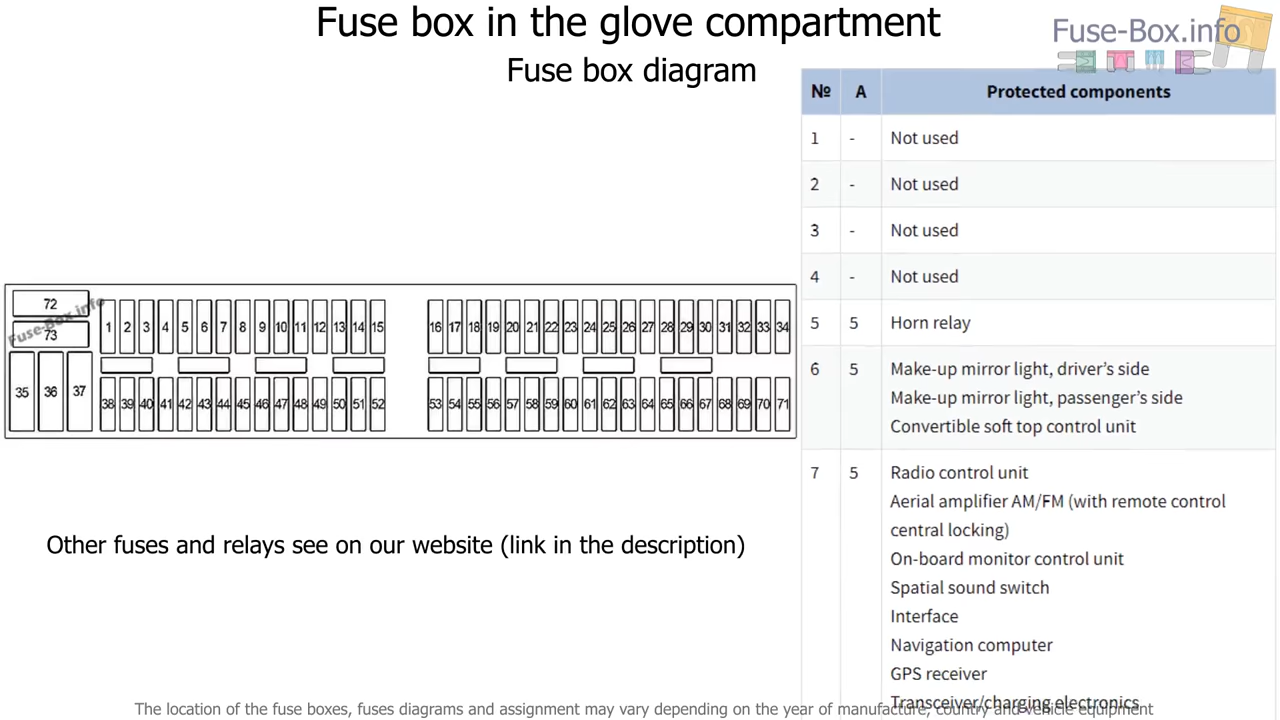 Fuse box in the glove compartment
Fuse-Box.info
Fuse box diagram
№ A Protected components
1 - Not used
2 - Not used
3 - Not used
4 - Not used
5 5 Horn relay
6 5 Make-up mirror light, driver’s side
Make-up mirror light, passenger’s side
Convertible soft top control unit
7 5 Radio control unit
Aerial amplifier AM/FM (with remote control
central locking)
On-board monitor control unit
Spatial sound switch
Interface
Navigation computer
GPS receiver
Transceiver/charging electronics
72
73
Fuse-Box.info
1 2 3 4 5 6 7 8 9 10 11 12 13 14 15 16 17 18 19 20 21 22 23 24 25 26 27 28 29 30 31 32 33 34
35 36 37
38 39 40 41 42 43 44 45 46 47 48 49 50 51 52 53 54 55 56 57 58 59 60 61 62 63 64 65 66 67 68 69 70 71
Other fuses and relays see on our website (link in the description)
The location of the fuse boxes, fuses diagrams and assignment may vary depending on the year of manufacture, country and vehicle equipment